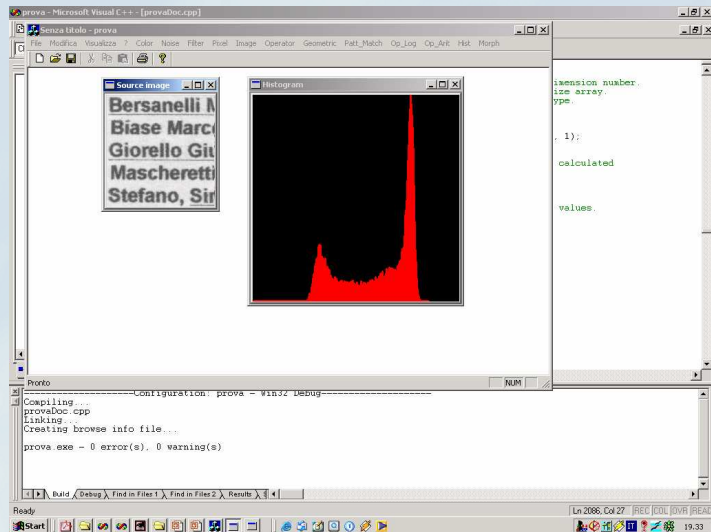 prova - Microsoft Visual C++ - [provaDoc.cpp]
Senza titolo - prova
File Modifica Visualizza ? Color Noise Filter Pixel Image Operator Geometric Patt_Match Op_Log Op_Arit Hist Morph
Source image
Bersanelli M
Biase Marc
Giorello Giu
Mascheretti
Stefano, Sir
Histogram
imension number.
ize array.
ype.
, 1);
calculated
values.
Pronto
NUM
Configuration: prova - Win32 Debug
Compiling...
provaDoc.cpp
Linking...
Creating browse info file...
prova.exe - 0 error(s), 0 warning(s)
Build Debug Find in Files 1 Find in Files 2 Results
Ready
Ln 2086, Col 27 REC COL OVR READ
Start
IT
19.33